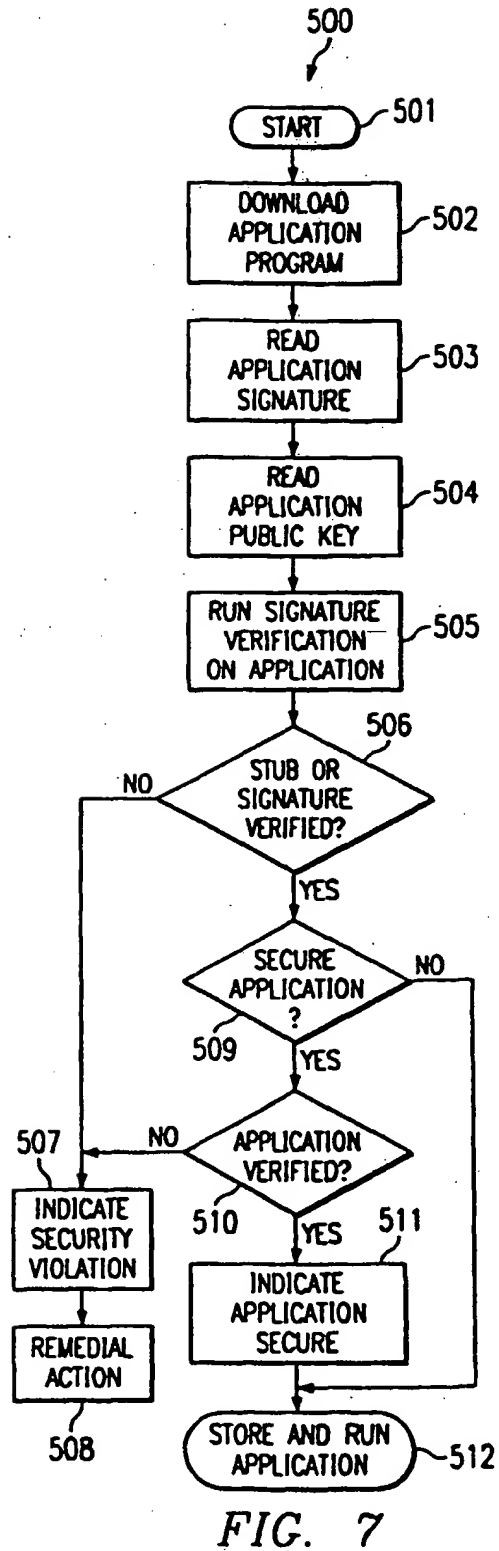 500
START
501
DOWNLOAD
APPLICATION
PROGRAM
502
READ
APPLICATION
SIGNATURE
503
READ
APPLICATION
PUBLIC KEY
504
RUN SIGNATURE
VERIFICATION
ON APPLICATION
505
506
STUB OR
SIGNATURE
VERIFIED?
NO
YES
SECURE
APPLICATION
?
NO
509
YES
APPLICATION
VERIFIED?
NO
510
YES
507
INDICATE
SECURITY
VIOLATION
511
INDICATE
APPLICATION
SECURE
REMEDIAL
ACTION
508
STORE AND RUN
APPLICATION
512
FIG. 7